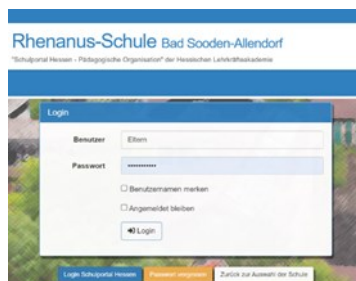 Rhenanus-Schule Bad Sooden-Allendorf
"Schulportal Hessen - Pädagogische Organisation" der Hessischen Lehrkräfteakademie
Login
Benutzer
Eltern
Passwort
•••••••••••
Benutzernamen merken
Angemeldet bleiben
Login
Login Schulportal Hessen
Passwort vergessen
Zurück zur Auswahl der Schule